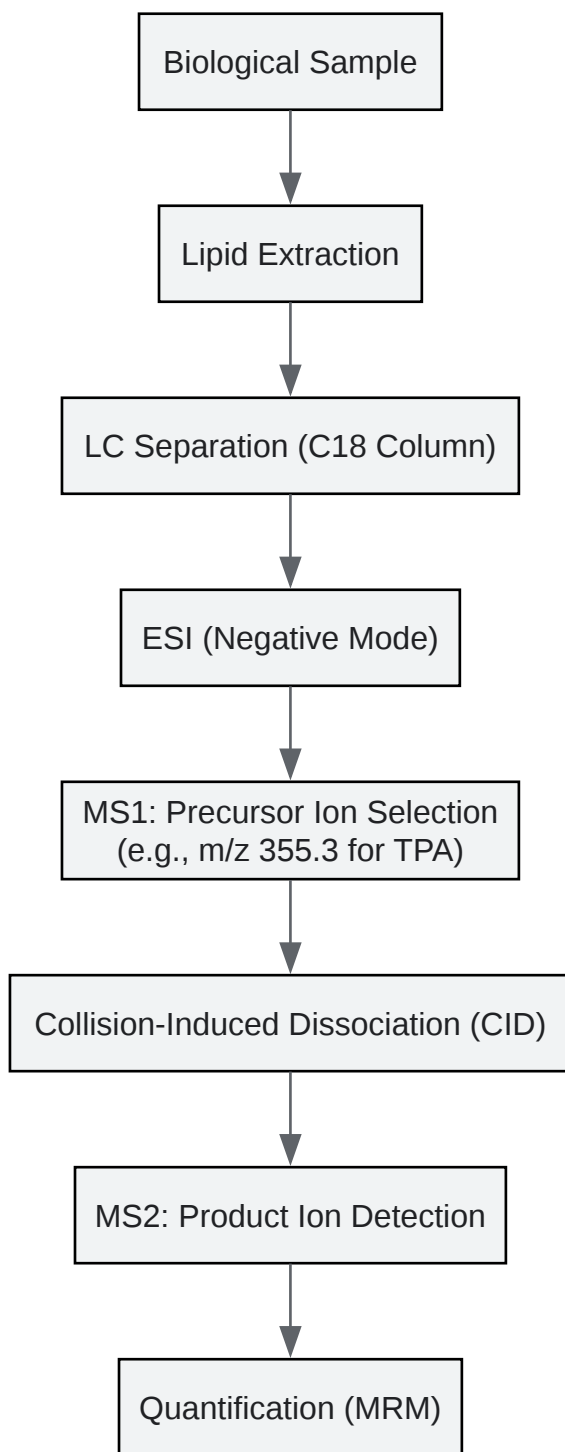 Biological Sample
Lipid Extraction
LC Separation (C18 Column)
ESI (Negative Mode)
MS1: Precursor Ion Selection
(e.g., m/z 355.3 for TPA)
Collision-Induced Dissociation (CID)
MS2: Product Ion Detection
Quantification (MRM)